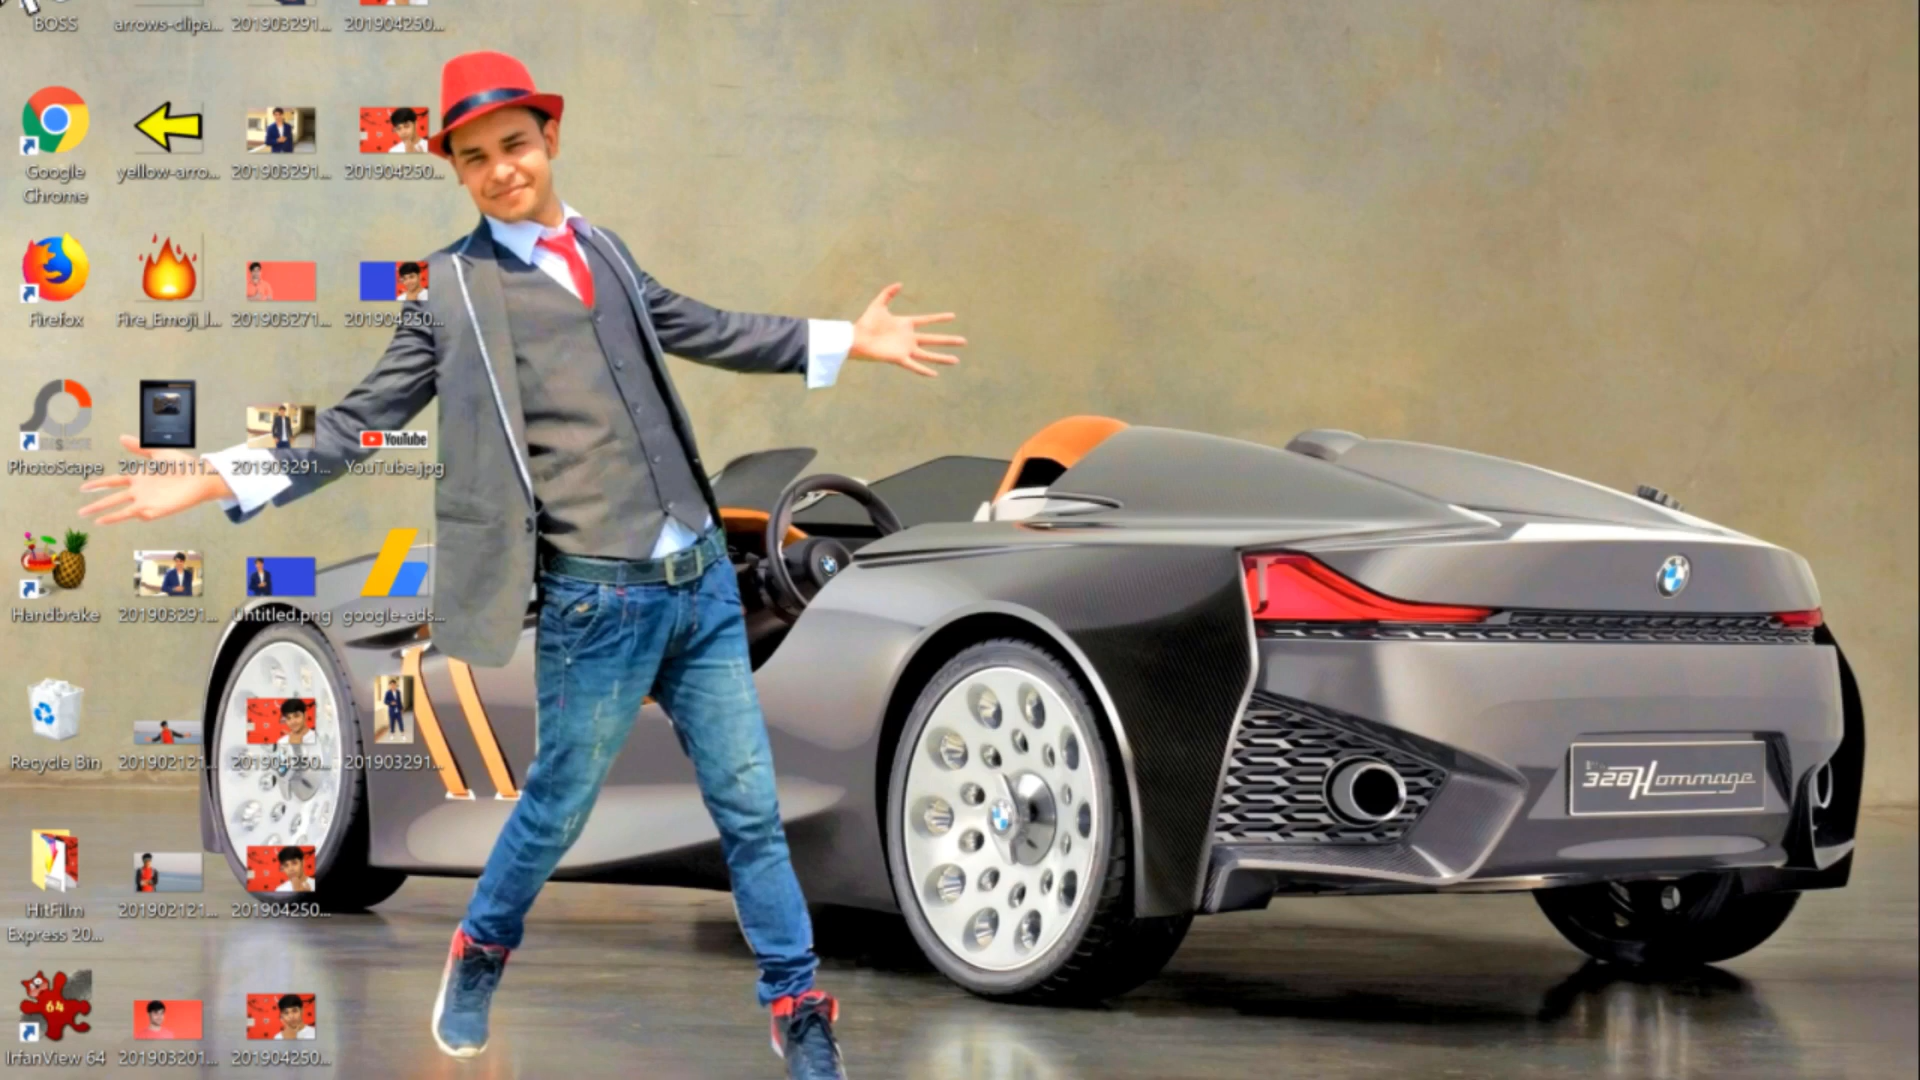 BOSS
arrows-clipa...
201903291...
201904250...
Google
Chrome
yellow-arro...
201903291...
201904250...
Firefox
Fire_Emoji_l...
201903271...
201904250...
PhotoScape
201901111...
201903291...
YouTube
YouTube.jpg
Handbrake
201903291...
Untitled.png
google-ads...
Recycle Bin
201902121...
201904250...
201903291...
HitFilm
Express 20...
201902121...
201904250...
64
IrfanView 64
201903201...
201904250...
328 Hommage